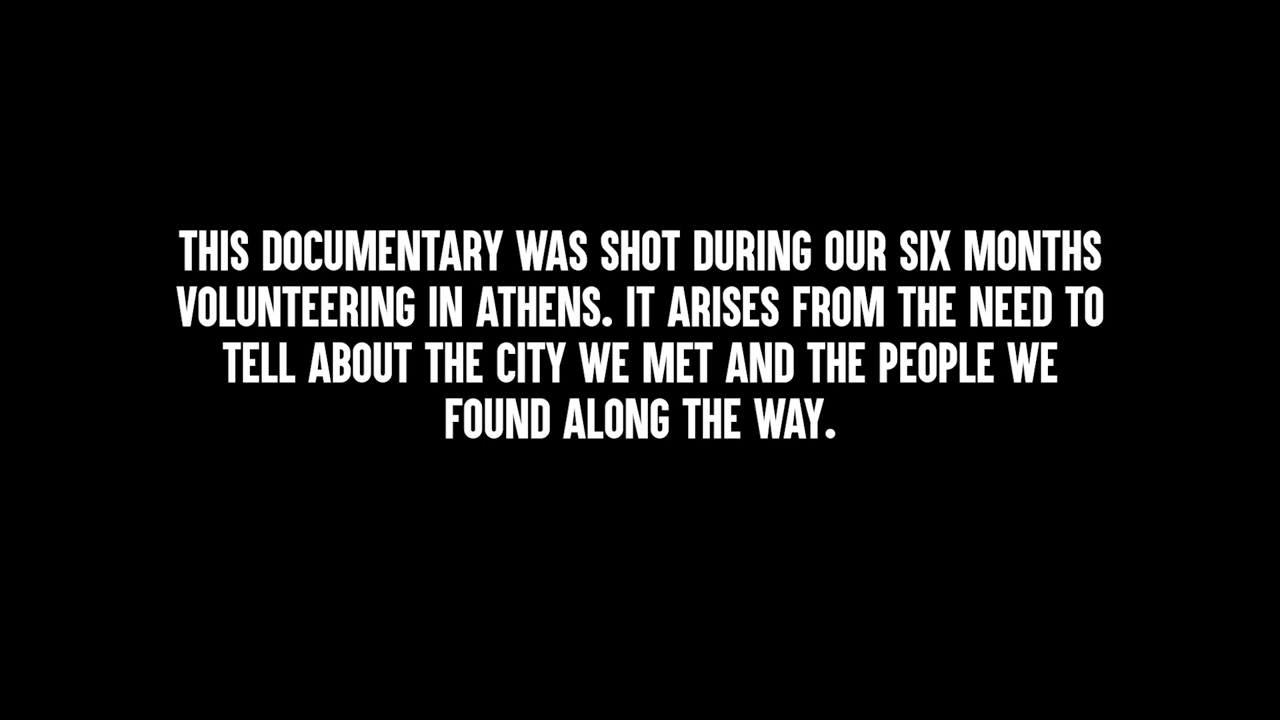 THIS DOCUMENTARY WAS SHOT DURING OUR SIX MONTHS
VOLUNTEERING IN ATHENS. IT ARISES FROM THE NEED TO
TELL ABOUT THE CITY WE MET AND THE PEOPLE WE
FOUND ALONG THE WAY.